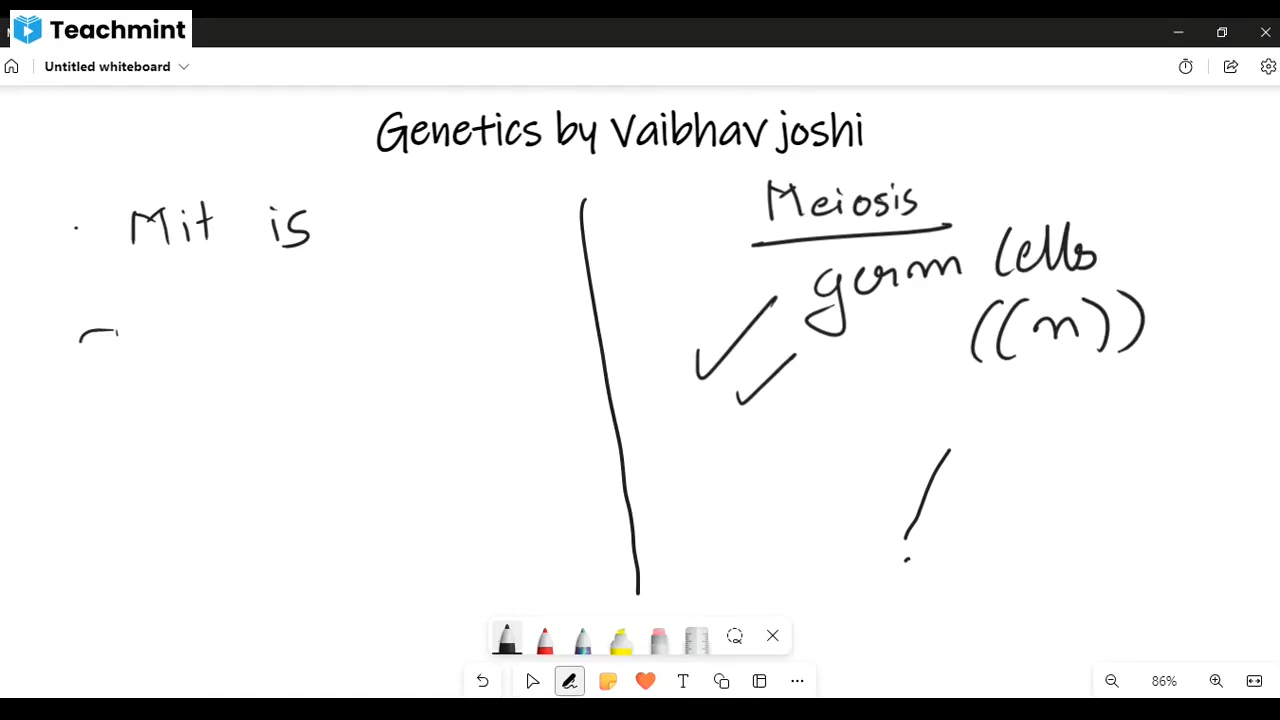 Teachmint
Untitled whiteboard
Genetics by Vaibhav joshi
Mit is
Meiosis
germ cells
((n))
86%